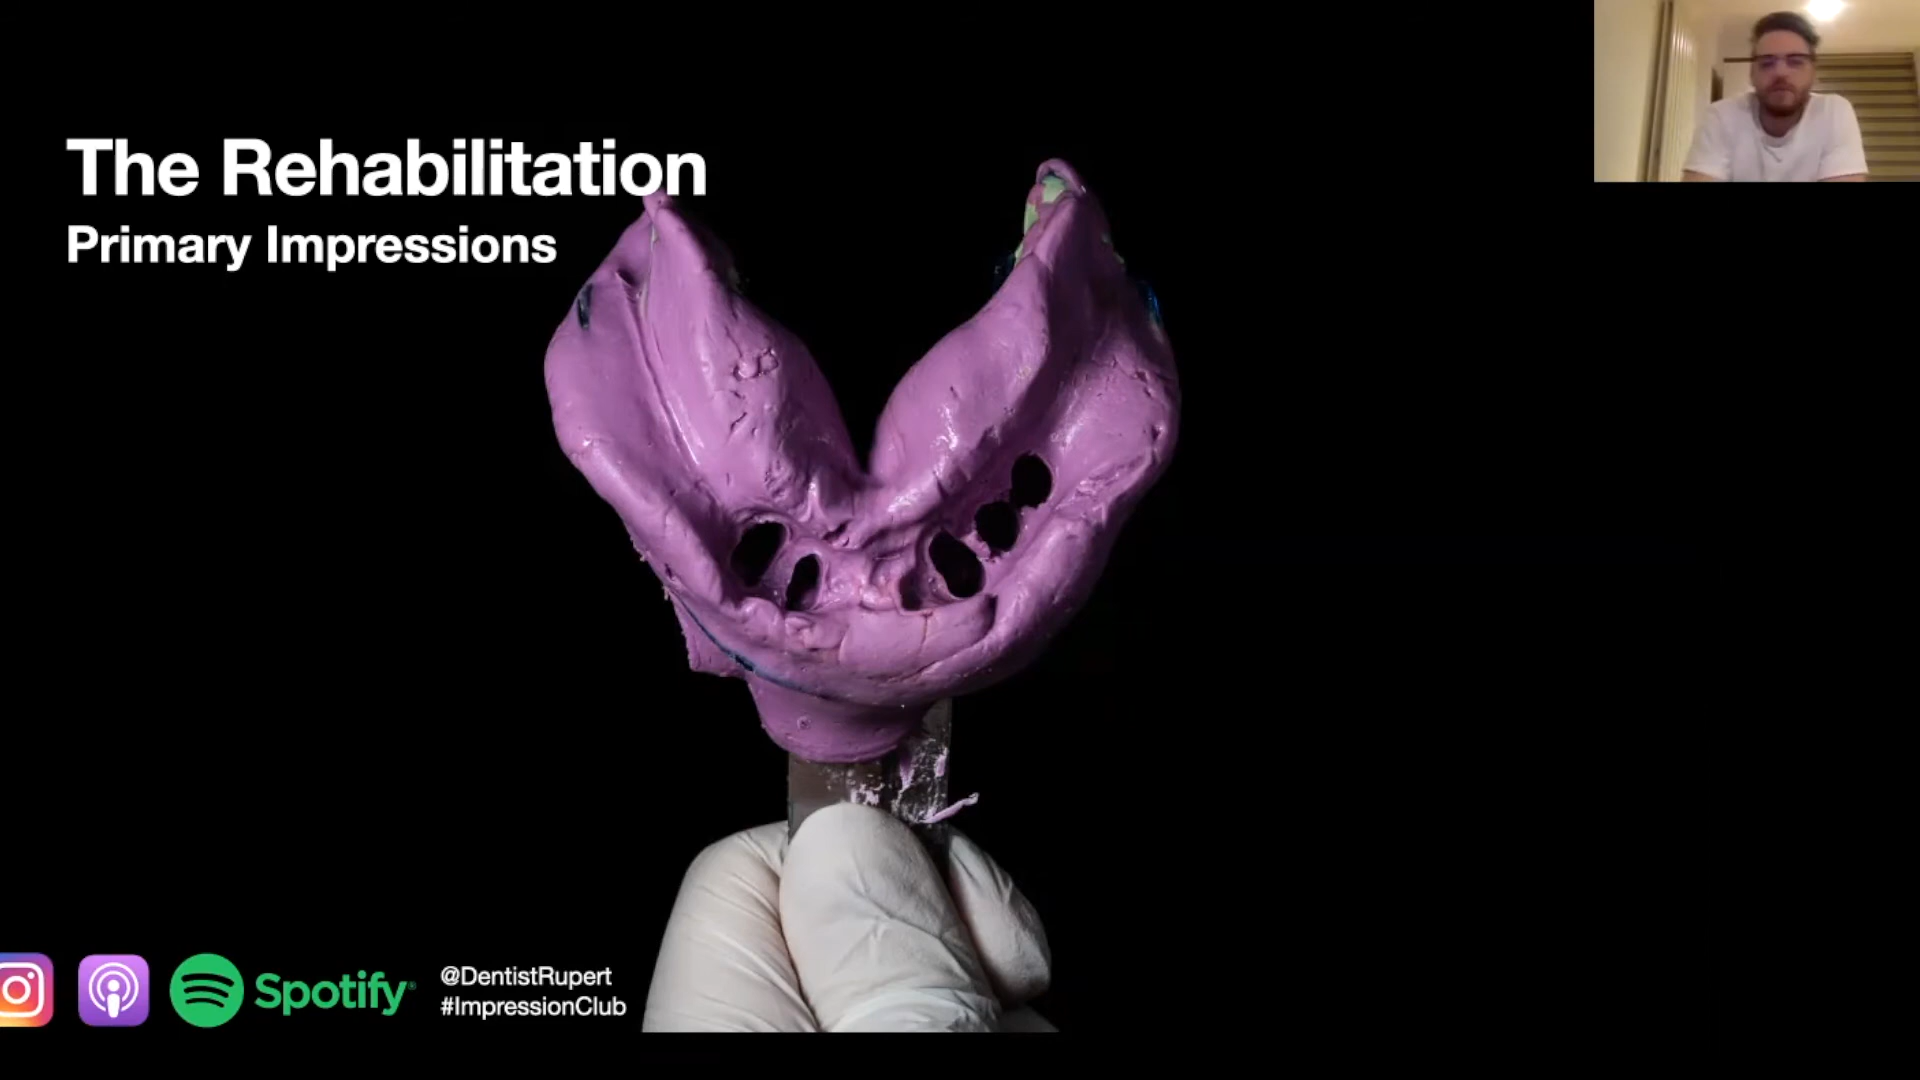 The Rehabilitation
Primary Impressions
Spotify
@DentistRupert
#ImpressionClub